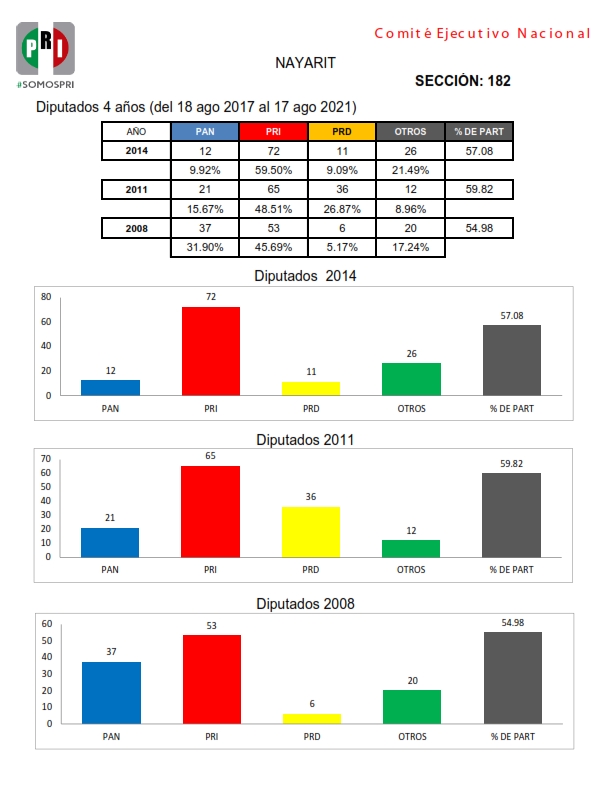 Comité Ejecutivo Nacional
PRI
#SOMOSPRI
NAYARIT
SECCIÓN: 182
Diputados 4 años (del 18 ago 2017 al 17 ago 2021)
AÑO PAN PRI PRD OTROS % DE PART
2014 12 72 11 26 57.08
9.92% 59.50% 9.09% 21.49%
2011 21 65 36 12 59.82
15.67% 48.51% 26.87% 8.96%
2008 37 53 6 20 54.98
31.90% 45.69% 5.17% 17.24%
Diputados 2014
80
60
40
20
0
12 72 11 26 57.08
PAN PRI PRD OTROS % DE PART
Diputados 2011
70
60
50
40
30
20
10
0
21 65 36 12 59.82
PAN PRI PRD OTROS % DE PART
Diputados 2008
60
50
40
30
20
10
0
37 53 6 20 54.98
PAN PRI PRD OTROS % DE PART